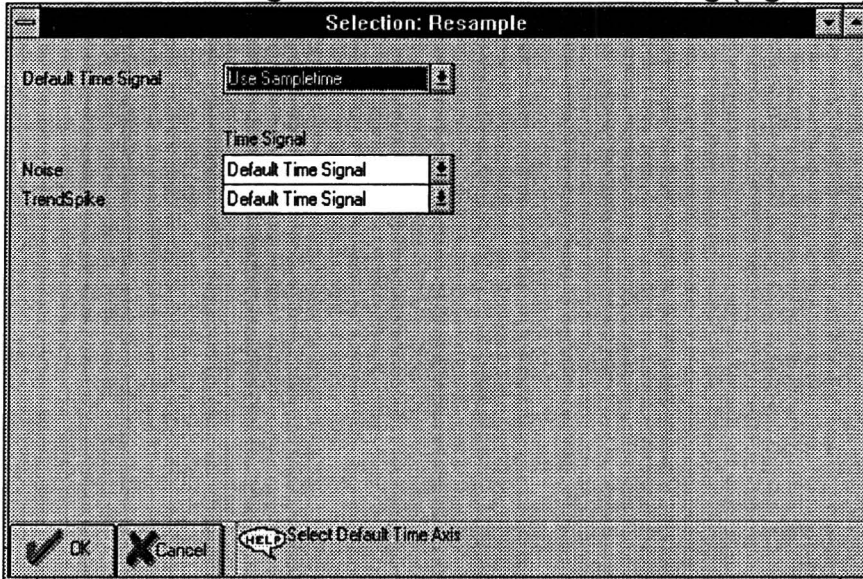 Selection: Resample
Default Time Signal
Use Sampletime
Time Signal
Noise
Default Time Signal
TrendSpike
Default Time Signal
OK
Cancel
HELP
Select Default Time Axis